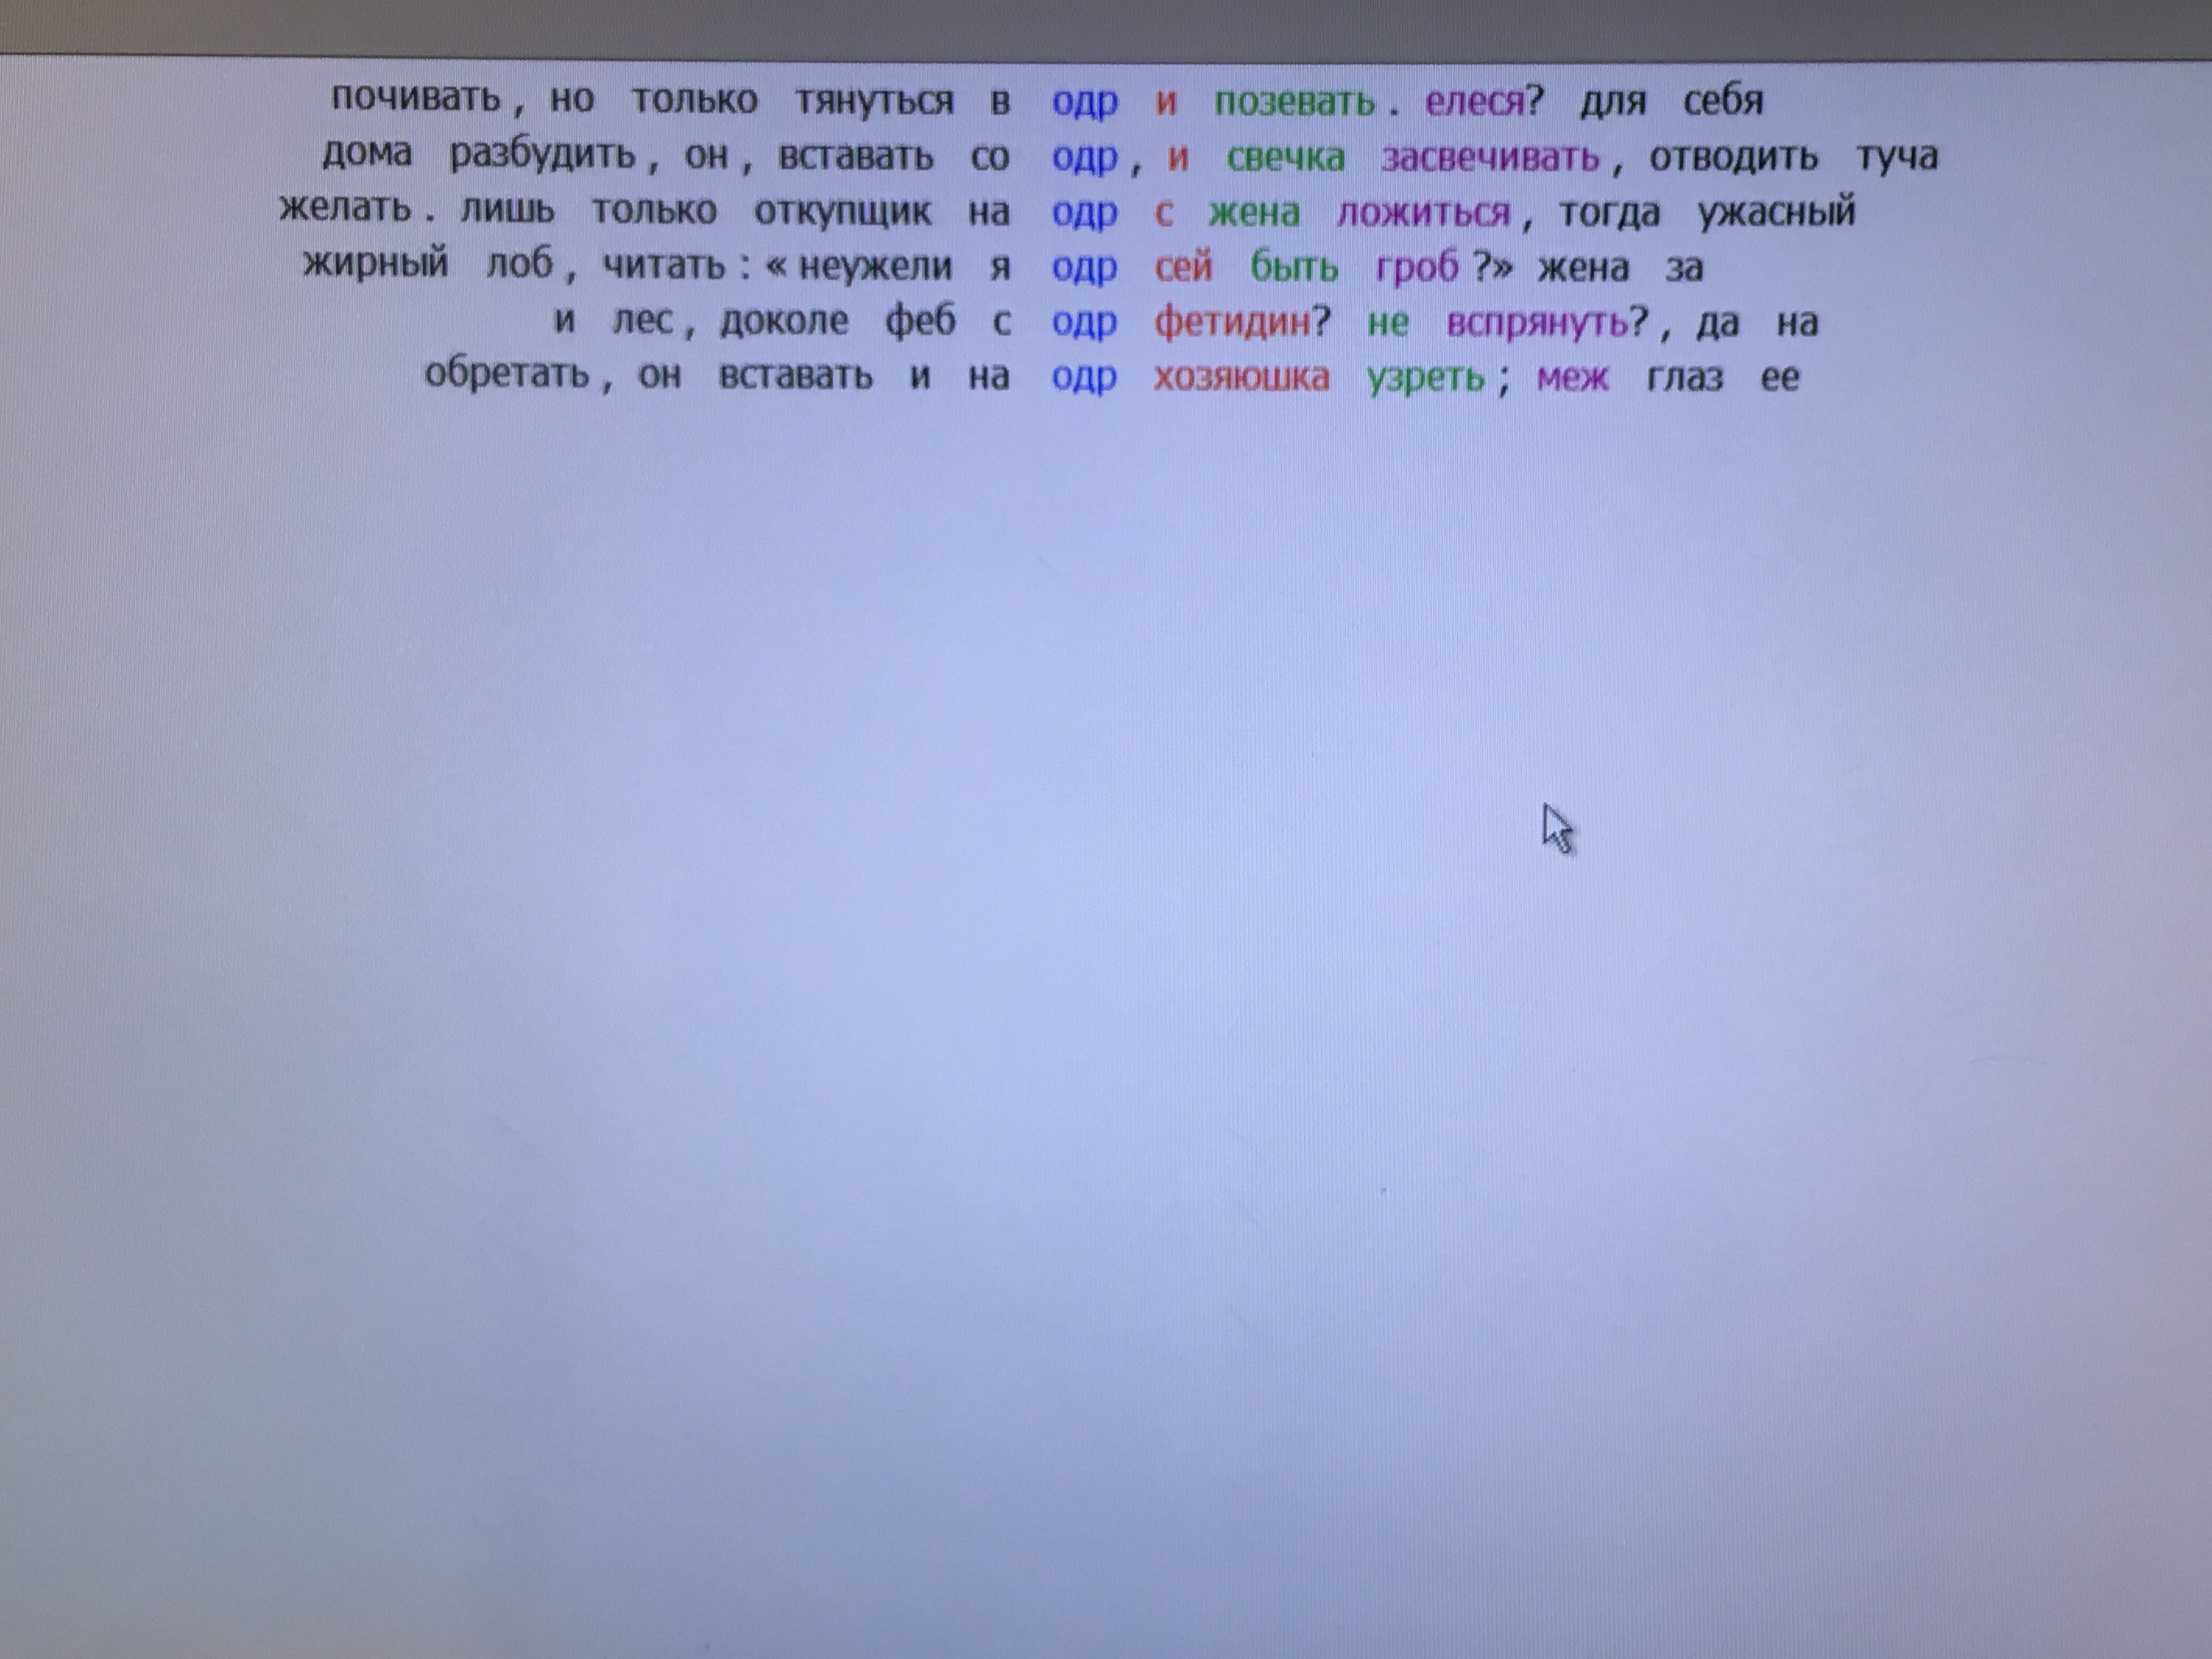 почивать , но только тянуться в одр и позевать . елеся? для себя
дома разбудить , он , вставать со одр , и свечка засвечивать , отводить туча
желать . лишь только откупщик на одр с жена ложиться , тогда ужасный
жирный лоб , читать : « неужели я одр сей быть гроб ?» жена за
и лес , доколе феб с одр фетидин? не вспрянуть? , да на
обретать , он вставать и на одр хозяюшка узреть ; меж глаз ее